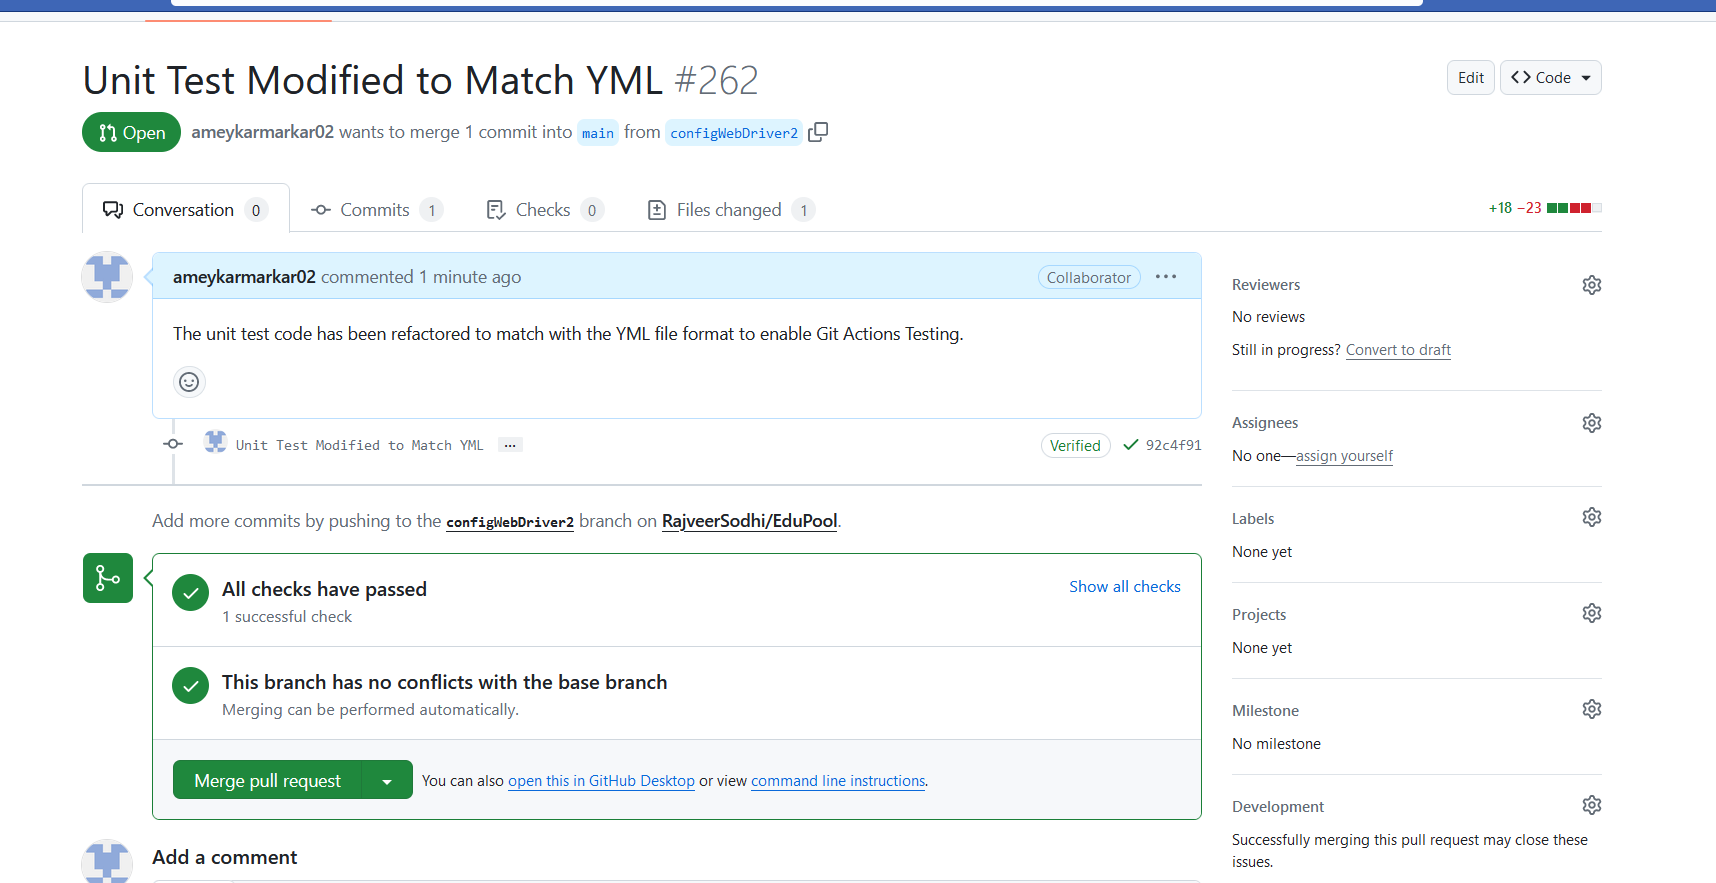 Unit Test Modified to Match YML #262
Edit
Code
Open
ameykarmarkar02 wants to merge 1 commit into main from configWebDriver2
Conversation 0
Commits 1
Checks 0
Files changed 1
+18 −23
ameykarmarkar02 commented 1 minute ago
Collaborator
The unit test code has been refactored to match with the YML file format to enable Git Actions Testing.
Unit Test Modified to Match YML ...
Verified
92c4f91
Add more commits by pushing to the configWebDriver2 branch on RajveerSodhi/EduPool.
All checks have passed
1 successful check
Show all checks
This branch has no conflicts with the base branch
Merging can be performed automatically.
Merge pull request
You can also open this in GitHub Desktop or view command line instructions.
Add a comment
Reviewers
No reviews
Still in progress? Convert to draft
Assignees
No one—assign yourself
Labels
None yet
Projects
None yet
Milestone
No milestone
Development
Successfully merging this pull request may close these
issues.